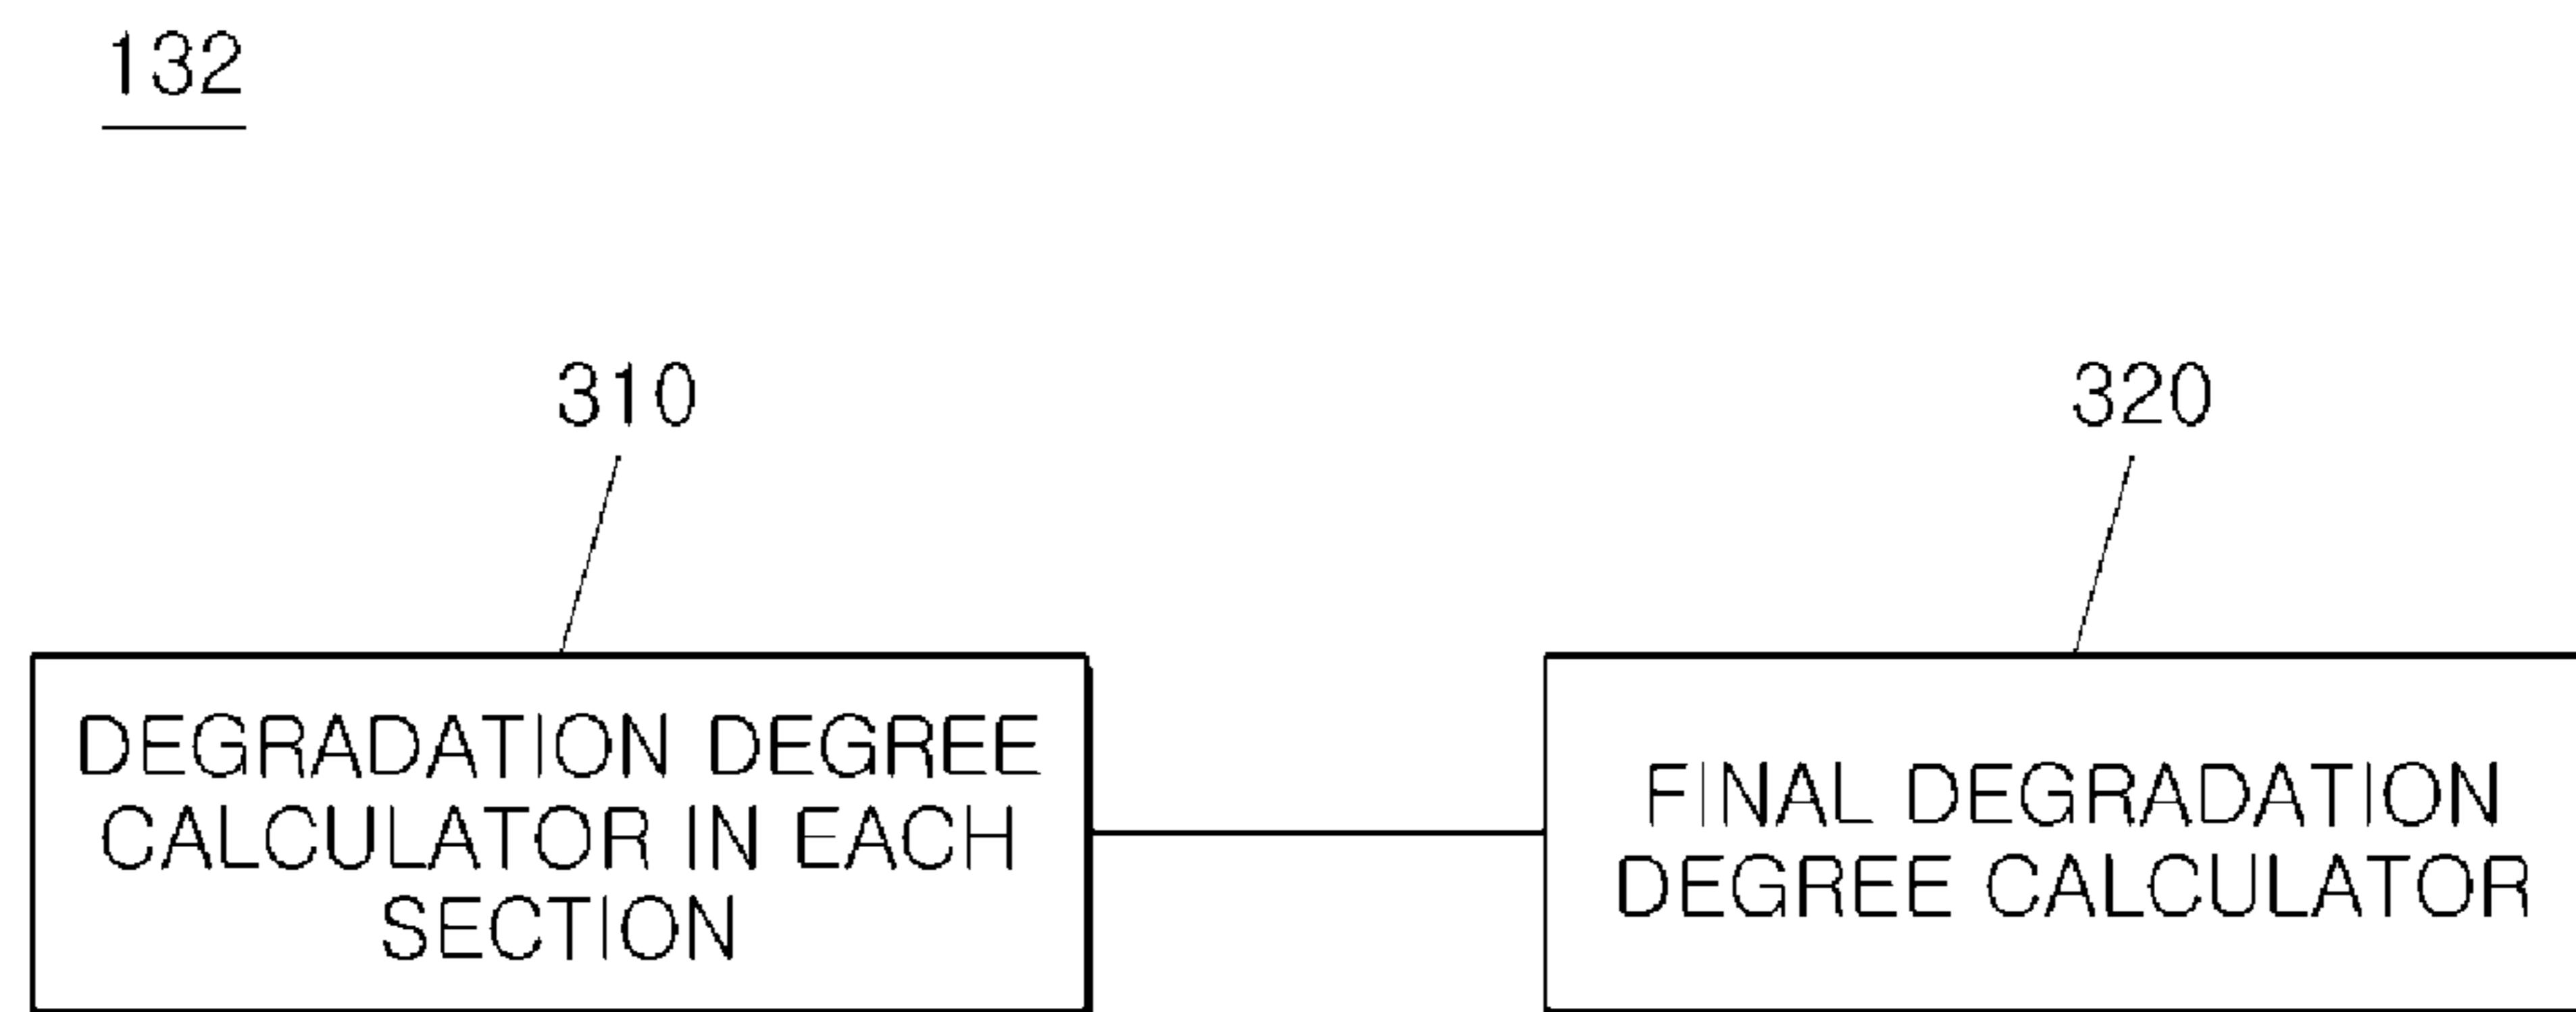 132
310
320
DEGRADATION DEGREE
CALCULATOR IN EACH
SECTION
FINAL DEGRADATION
DEGREE CALCULATOR